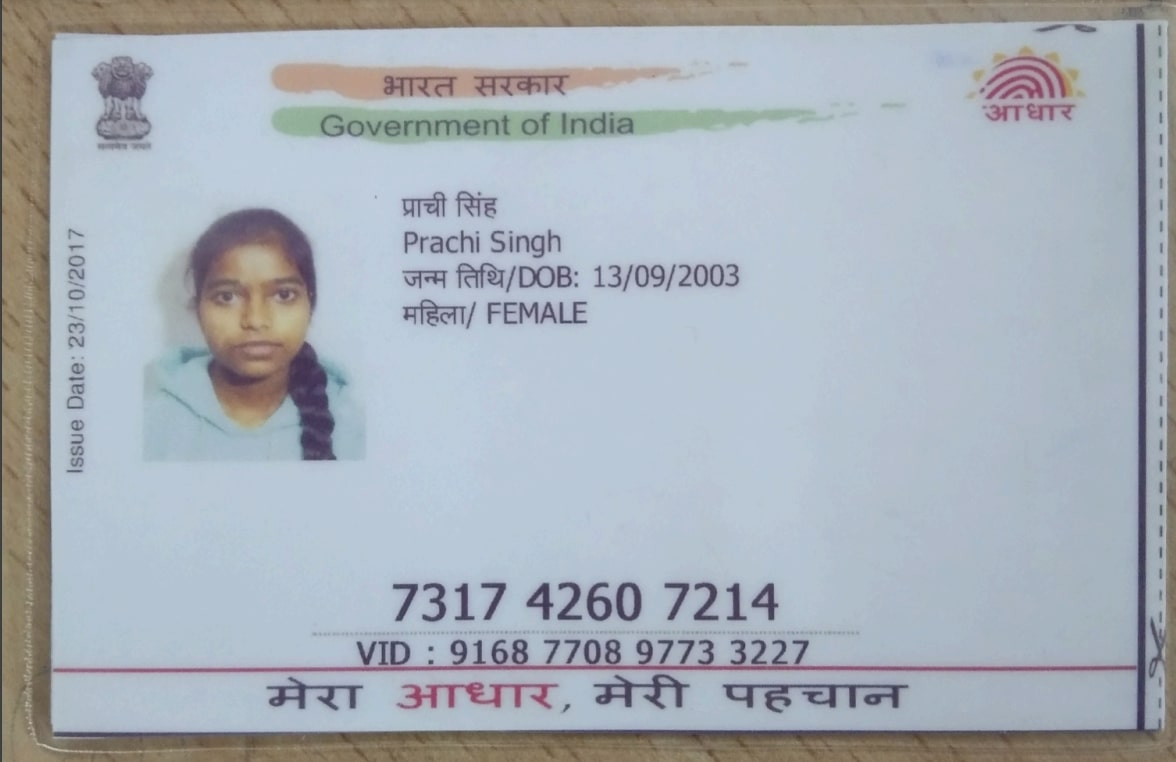 भारत सरकार
Government of India
आधार
Issue Date: 23/10/2017
प्राची सिंह
Prachi Singh
जन्म तिथि/DOB: 13/09/2003
महिला/ FEMALE
7317 4260 7214
VID : 9168 7708 9773 3227
मेरा आधार, मेरी पहचान